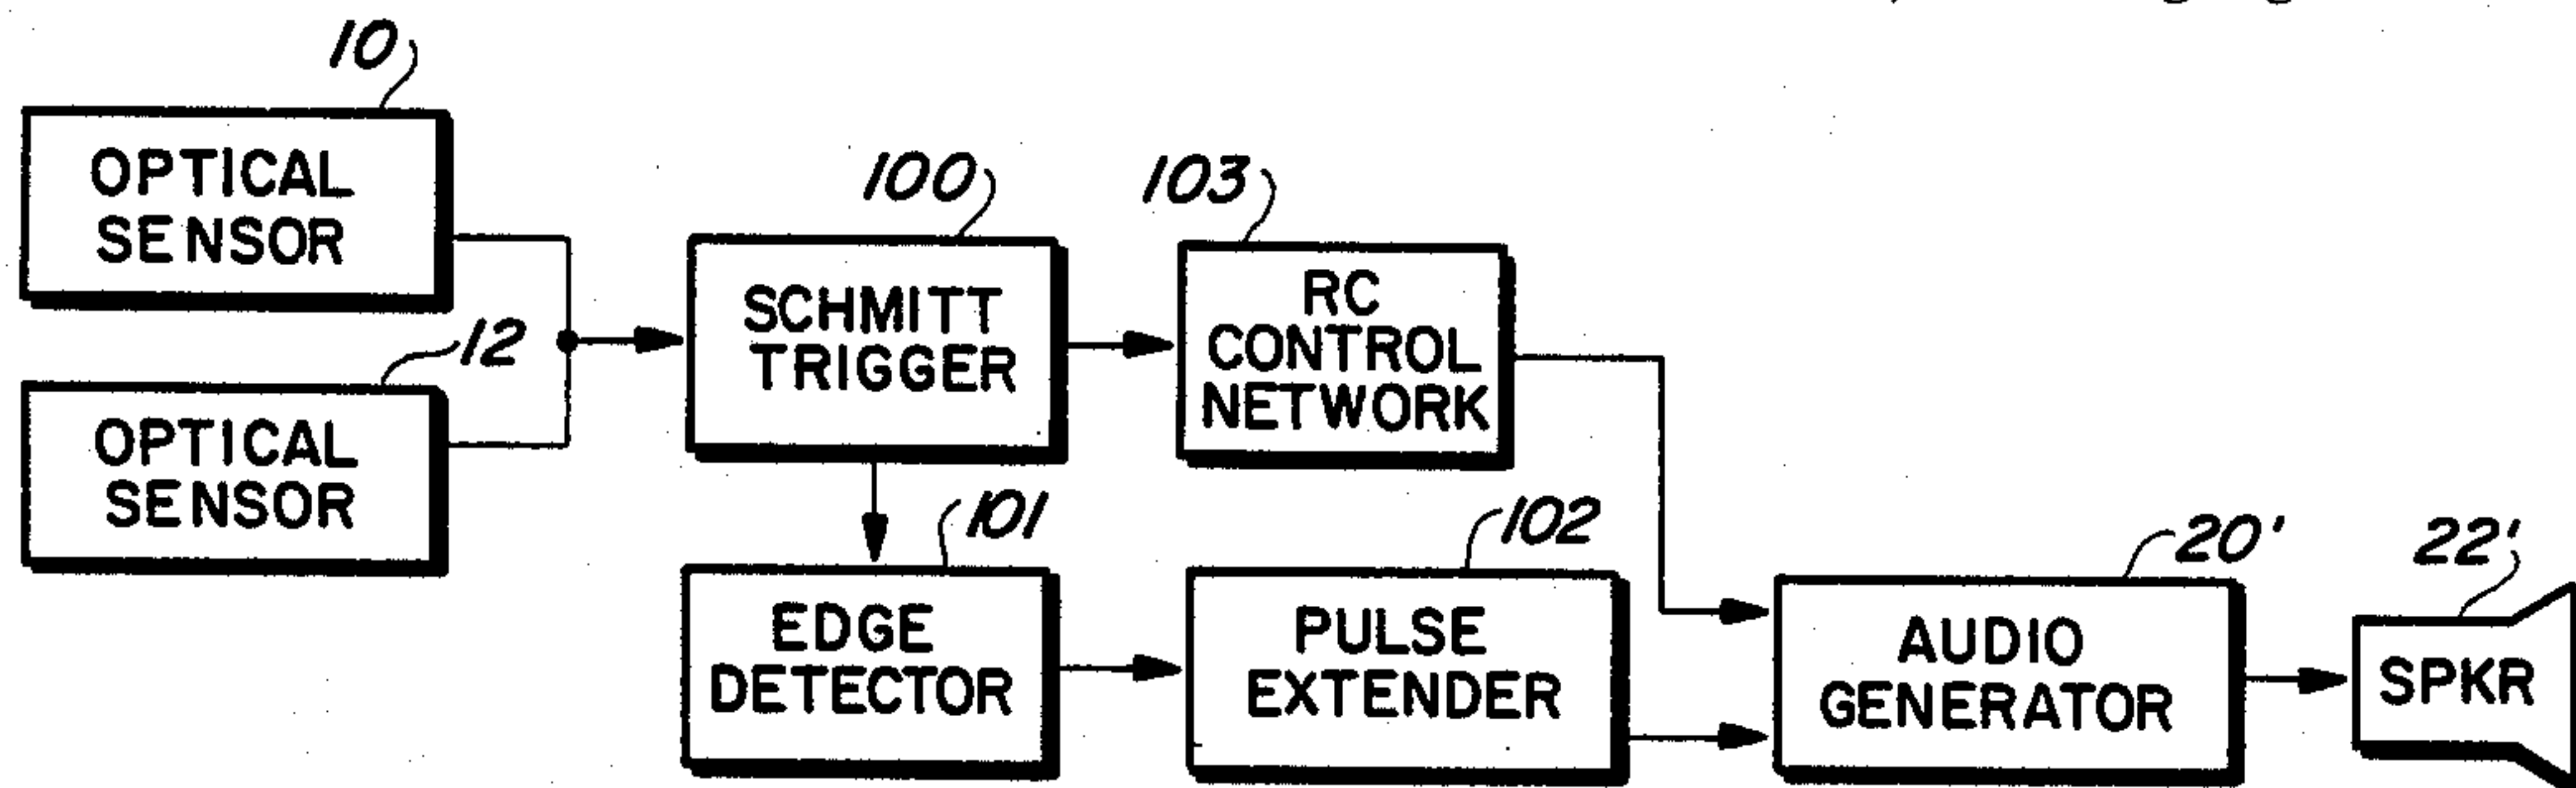 10
OPTICAL
SENSOR
12
OPTICAL
SENSOR
100
SCHMITT
TRIGGER
103
RC
CONTROL
NETWORK
101
EDGE
DETECTOR
102
PULSE
EXTENDER
20'
AUDIO
GENERATOR
22'
SPKR